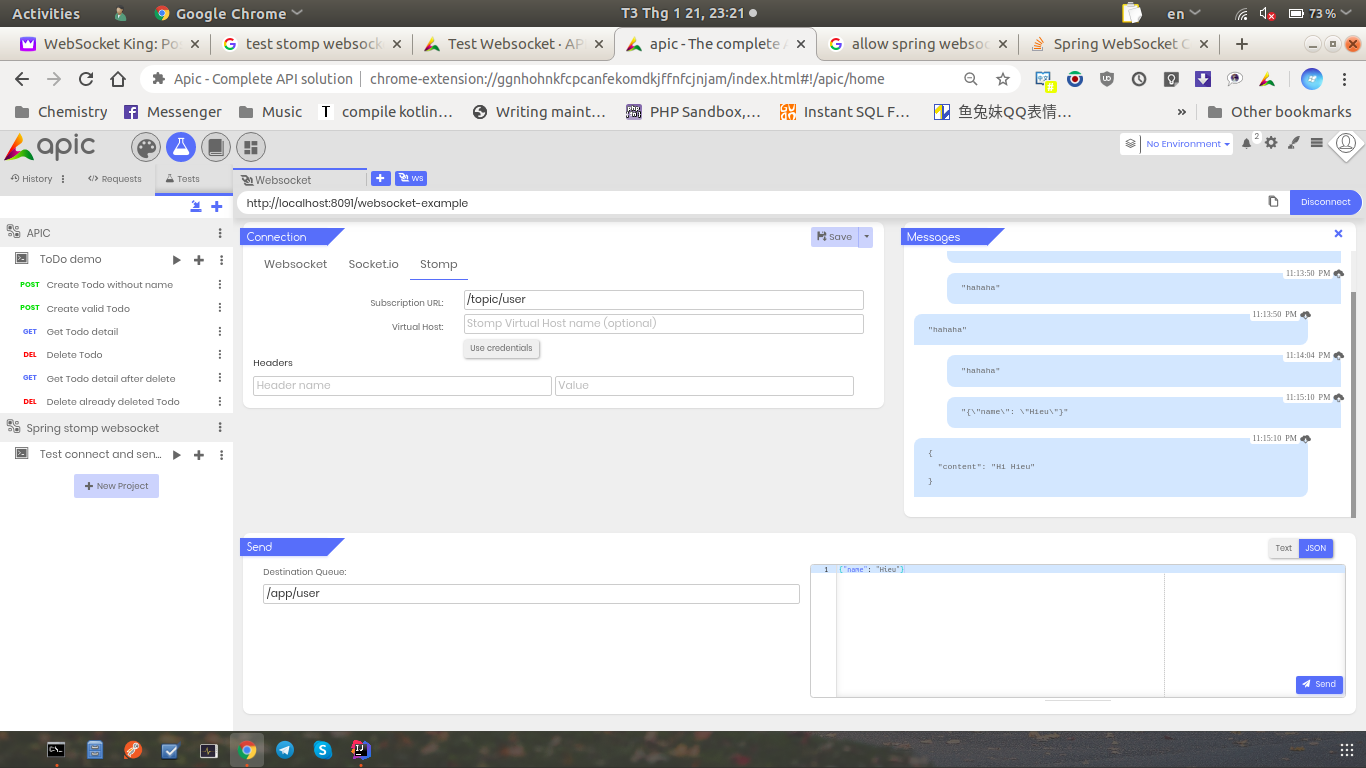 Activities
Google Chrome
T3 Thg 1 21, 23:21
en
73 %
WebSocket King: Po
test stomp websock
Test Websocket · AP
apic - The complete A
allow spring websoc
Spring WebSocket C
Apic - Complete API solution
chrome-extension://ggnhohnkfcpcanfekomdkjffnfcjnjam/index.html#!/apic/home
Chemistry
Messenger
Music
compile kotlin...
Writing maint...
PHP Sandbox,...
Instant SQL F...
鱼兔妹QQ表情...
»
Other bookmarks
apic
No Environment
2
History
Requests
Tests
Websocket
ws
http://localhost:8091/websocket-example
Disconnect
APIC
ToDo demo
POST Create Todo without name
POST Create valid Todo
GET Get Todo detail
DEL Delete Todo
GET Get Todo detail after delete
DEL Delete already deleted Todo
Spring stomp websocket
Test connect and sen...
New Project
Connection
Save
Websocket
Socket.io
Stomp
Subscription URL:
/topic/user
Virtual Host:
Stomp Virtual Host name (optional)
Use credentials
Headers
Header name
Value
Messages
11:13:50 PM
"hahaha"
11:13:50 PM
"hahaha"
11:14:04 PM
"hahaha"
11:15:10 PM
"{\"name\": \"Hieu\"}"
11:15:10 PM
{
"content": "Hi Hieu"
}
Send
Text
JSON
Destination Queue:
/app/user
1
{"name": "Hieu"}
Send